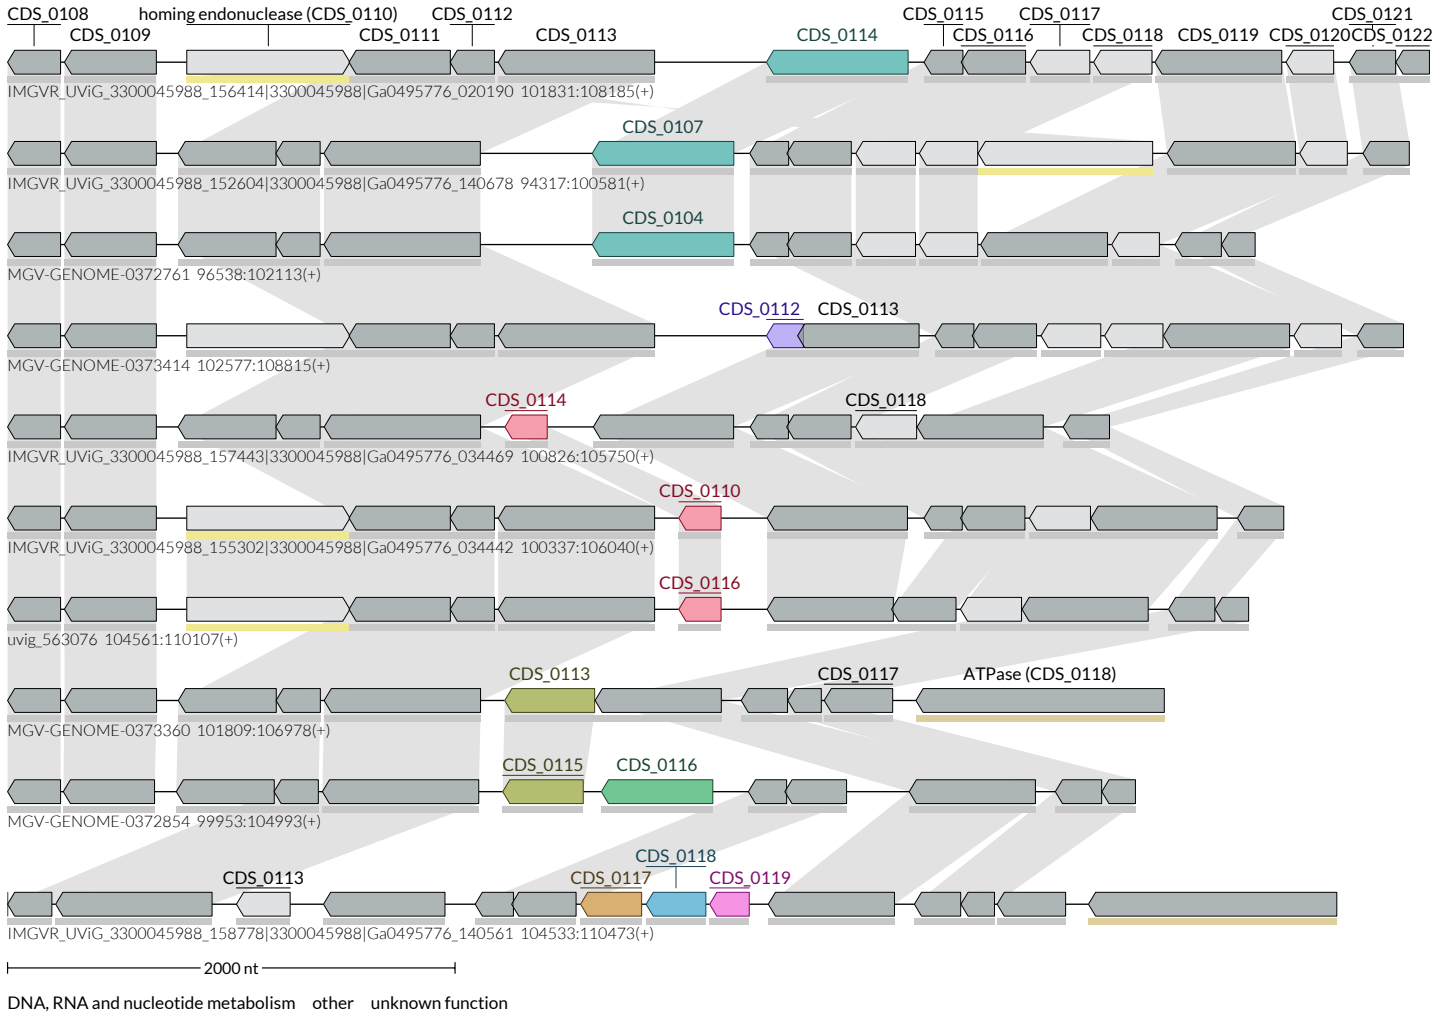 CDS_0108 homing endonuclease (CDS_0110) CDS_0112 CDS_0115 CDS_0117 CDS_0121
CDS_0109 CDS_0111 CDS_0113 CDS_0114 CDS_0116 CDS_0118 CDS_0119 CDS_0120 CDS_0122
IMGVR_UViG_3300045988_156414|3300045988|Ga0495776_020190 101831:108185(+)
CDS_0107
IMGVR_UViG_3300045988_152604|3300045988|Ga0495776_140678 94317:100581(+)
CDS_0104
MGV-GENOME-0372761 96538:102113(+)
CDS_0112 CDS_0113
MGV-GENOME-0373414 102577:108815(+)
CDS_0114 CDS_0118
IMGVR_UViG_3300045988_157443|3300045988|Ga0495776_034469 100826:105750(+)
CDS_0110
IMGVR_UViG_3300045988_155302|3300045988|Ga0495776_034442 100337:106040(+)
CDS_0116
uvig_563076 104561:110107(+)
CDS_0113 CDS_0117 ATPase (CDS_0118)
MGV-GENOME-0373360 101809:106978(+)
CDS_0115 CDS_0116
MGV-GENOME-0372854 99953:104993(+)
CDS_0118
CDS_0113 CDS_0117 CDS_0119
IMGVR_UViG_3300045988_158778|3300045988|Ga0495776_140561 104533:110473(+)
2000 nt
DNA, RNA and nucleotide metabolism other unknown function